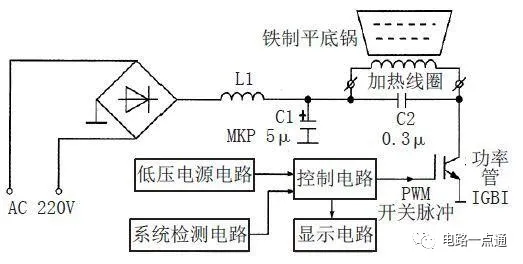 铁制平底锅
L1
加热线圈
C1
MKP 5μ
C2
0.3μ
低压电源电路
控制电路
功率
管
IGBI
PWM
开关脉冲
AC 220V
系统检测电路
显示电路
电路一点通